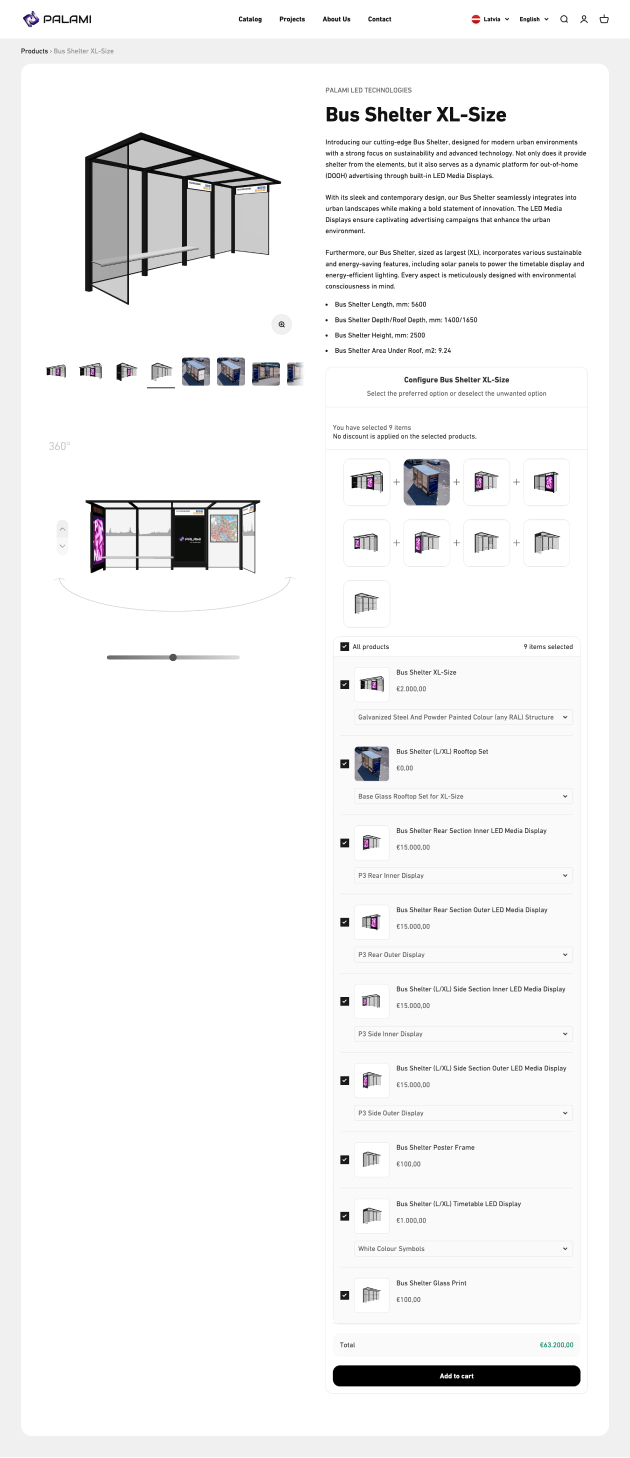 PALAMI
Catalog
Projects
About Us
Contact
Latvia
English
Products › Bus Shelter XL-Size
PALAMI LED TECHNOLOGIES
Bus Shelter XL-Size
Introducing our cutting-edge Bus Shelter, designed for modern urban environments
with a strong focus on sustainability and advanced technology. Not only does it provide
shelter from the elements, but it also serves as a dynamic platform for out-of-home
(DOOH) advertising through built-in LED Media Displays.
With its sleek and contemporary design, our Bus Shelter seamlessly integrates into
urban landscapes while making a bold statement of innovation. The LED Media
Displays ensure captivating advertising campaigns that enhance the urban
environment.
Furthermore, our Bus Shelter, sized as largest (XL), incorporates various sustainable
and energy-saving features, including solar panels to power the timetable display and
energy-efficient lighting. Every aspect is meticulously designed with environmental
consciousness in mind.
• Bus Shelter Length, mm: 5600
• Bus Shelter Depth/Roof Depth, mm: 1400/1650
• Bus Shelter Height, mm: 2500
• Bus Shelter Area Under Roof, m2: 9.24
Configure Bus Shelter XL-Size
Select the preferred option or deselect the unwanted option
You have selected 9 items
No discount is applied on the selected products.
360°
PALAMI
All products
9 items selected
Bus Shelter XL-Size
€2.000,00
Galvanized Steel And Powder Painted Colour (any RAL) Structure
Bus Shelter (L/XL) Rooftop Set
€0,00
Base Glass Rooftop Set for XL-Size
Bus Shelter Rear Section Inner LED Media Display
€15.000,00
P3 Rear Inner Display
Bus Shelter Rear Section Outer LED Media Display
€15.000,00
P3 Rear Outer Display
Bus Shelter (L/XL) Side Section Inner LED Media Display
€15.000,00
P3 Side Inner Display
Bus Shelter (L/XL) Side Section Outer LED Media Display
€15.000,00
P3 Side Outer Display
Bus Shelter Poster Frame
€100,00
Bus Shelter (L/XL) Timetable LED Display
€1.000,00
White Colour Symbols
Bus Shelter Glass Print
€100,00
Total
€63.200,00
Add to cart